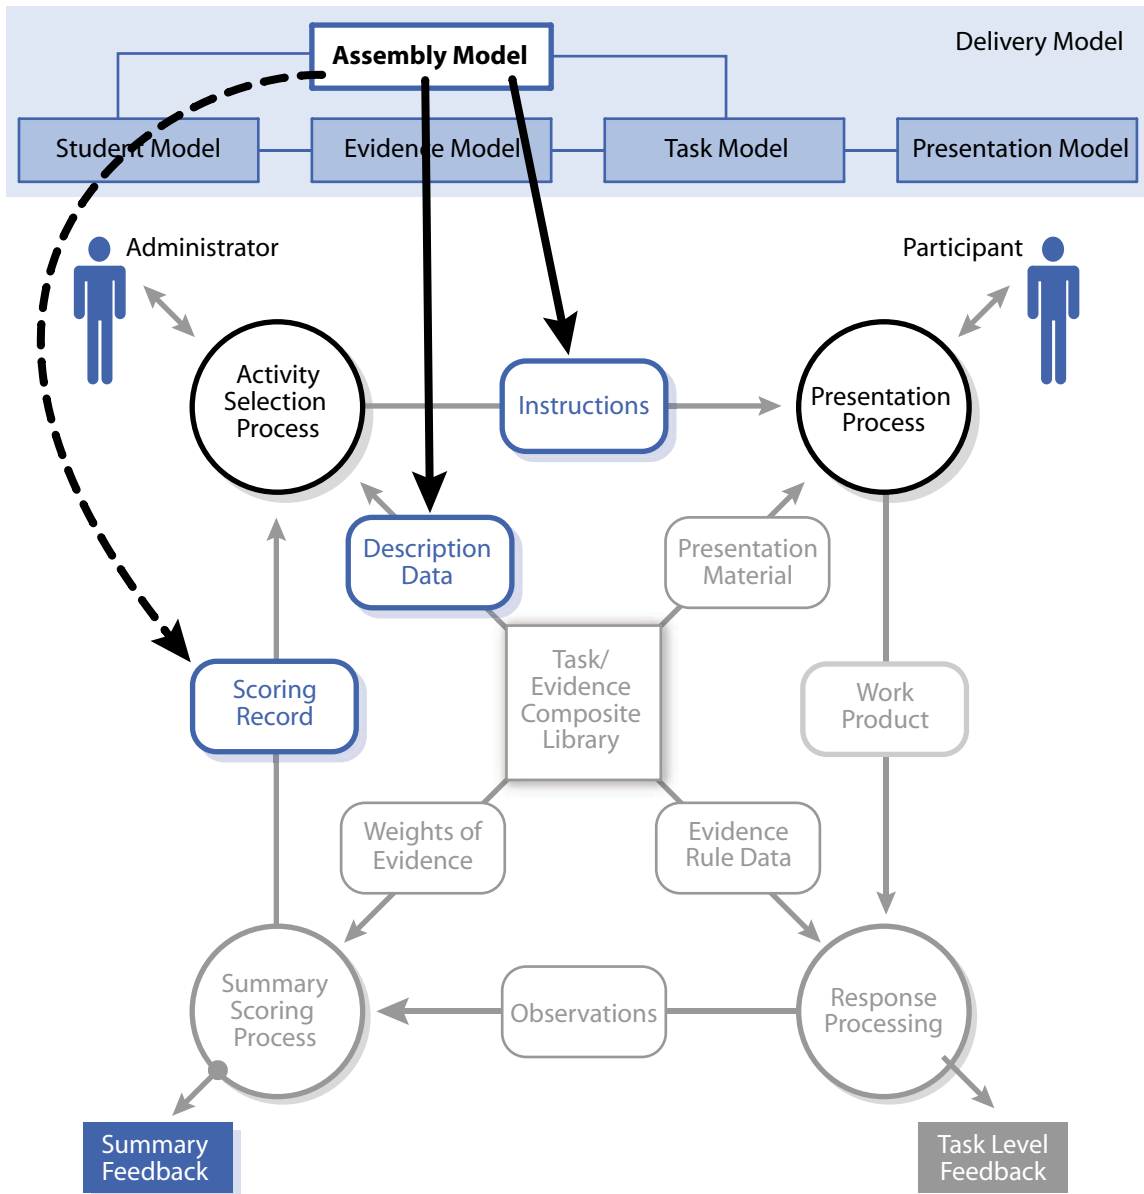 Delivery Model
Assembly Model
Student Model
Evidence Model
Task Model
Presentation Model
Administrator
Participant
Activity
Selection
Process
Instructions
Presentation
Process
Description
Data
Presentation
Material
Task/
Evidence
Composite
Library
Scoring
Record
Work
Product
Weights of
Evidence
Evidence
Rule Data
Summary
Scoring
Process
Observations
Response
Processing
Summary
Feedback
Task Level
Feedback